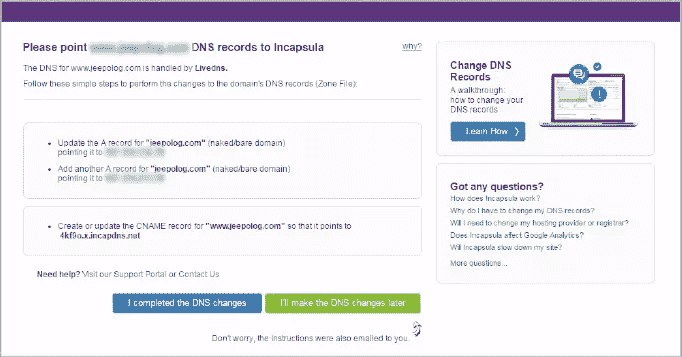 Please point DNS records to Incapsula
why?
The DNS for www.jeepolog.com is handled by Livedns.
Follow these simple steps to perform the changes to the domain's DNS records (Zone File):
Update the A record for "jeepolog.com" (naked/bare domain)
pointing it to
Add another A record for "jeepolog.com" (naked/bare domain)
pointing it to
Create or update the CNAME record for "www.jeepolog.com" so that it points to
.x.incapdns.net
Need help? Visit our Support Portal or Contact Us
I completed the DNS changes
I'll make the DNS changes later
Don't worry, the instructions were also emailed to you.
Change DNS
Records
A walkthrough:
how to change your
DNS records
Learn How
Got any questions?
How does Incapsula work?
Why do I have to change my DNS records?
Will I need to change my hosting provider or registrar?
Does Incapsula affect Google Analytics?
Will Incapsula slow down my site?
More questions...